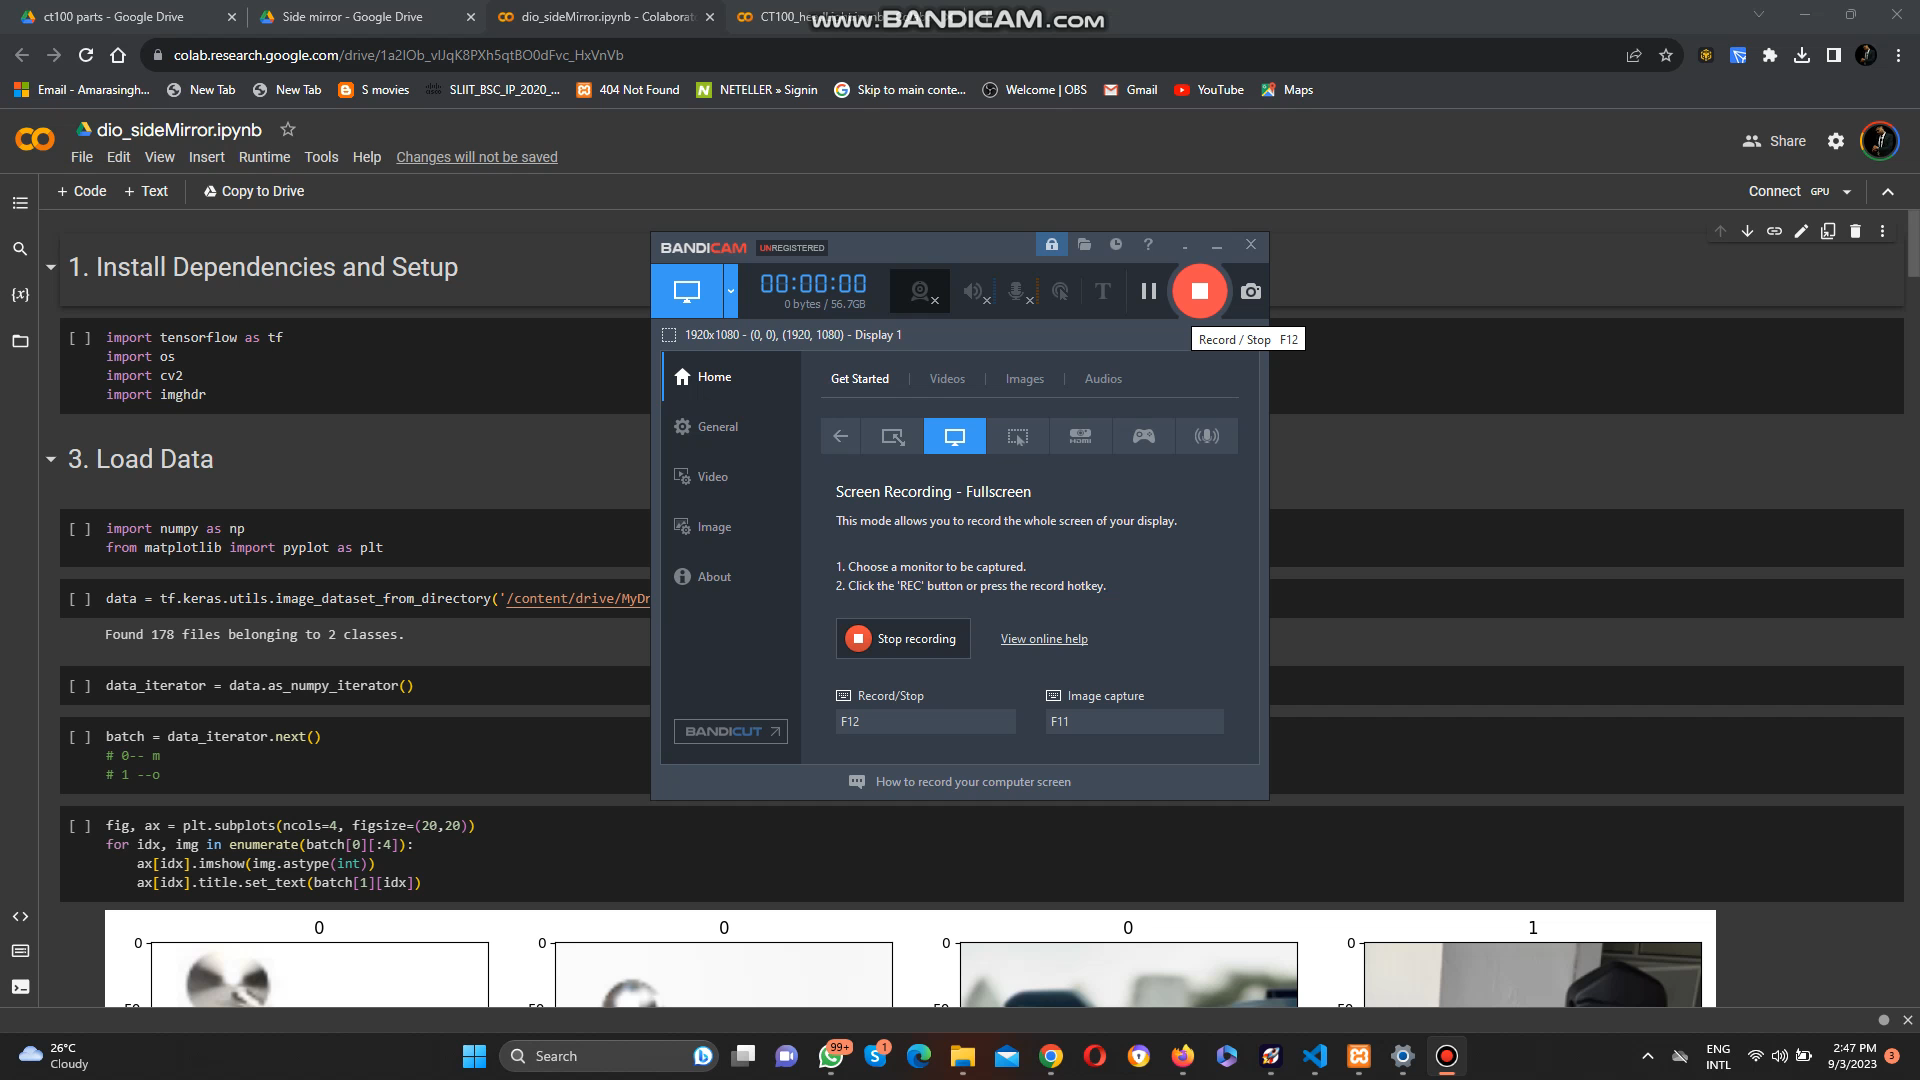 ct100 parts - Google Drive
Side mirror - Google Drive
dio_sideMirror.ipynb - Colaborat
www.BANDICAM.com
colab.research.google.com/drive/1a2IOb_vlJqK8PXh5qtBO0dFvc_HxVnVb
Email - Amarasingh...
New Tab
New Tab
S movies
SLIIT_BSC_IP_2020_...
404 Not Found
NETELLER » Signin
Skip to main conte...
Welcome | OBS
Gmail
YouTube
Maps
dio_sideMirror.ipynb
File Edit View Insert Runtime Tools Help Changes will not be saved
Share
+ Code + Text Copy to Drive
Connect GPU
1. Install Dependencies and Setup
[ ] import tensorflow as tf
import os
import cv2
import imghdr
3. Load Data
[ ] import numpy as np
from matplotlib import pyplot as plt
[ ] data = tf.keras.utils.image_dataset_from_directory('/content/drive/MyDr
Found 178 files belonging to 2 classes.
[ ] data_iterator = data.as_numpy_iterator()
[ ] batch = data_iterator.next()
# 0-- m
# 1 --o
[ ] fig, ax = plt.subplots(ncols=4, figsize=(20,20))
for idx, img in enumerate(batch[0][:4]):
ax[idx].imshow(img.astype(int))
ax[idx].title.set_text(batch[1][idx])
0 0 0 1
0 0 0 0
BANDICAM UNREGISTERED
00:00:00
0 bytes / 56.7GB
1920x1080 - (0, 0), (1920, 1080) - Display 1
Record / Stop F12
Home
General
Video
Image
About
BANDICUT
Get Started Videos Images Audios
HDMI
Screen Recording - Fullscreen
This mode allows you to record the whole screen of your display.
1. Choose a monitor to be captured.
2. Click the 'REC' button or press the record hotkey.
Stop recording
View online help
Record/Stop
F12
Image capture
F11
How to record your computer screen
26°C
Cloudy
Search
99+
1
ENG
INTL
2:47 PM
9/3/2023
3